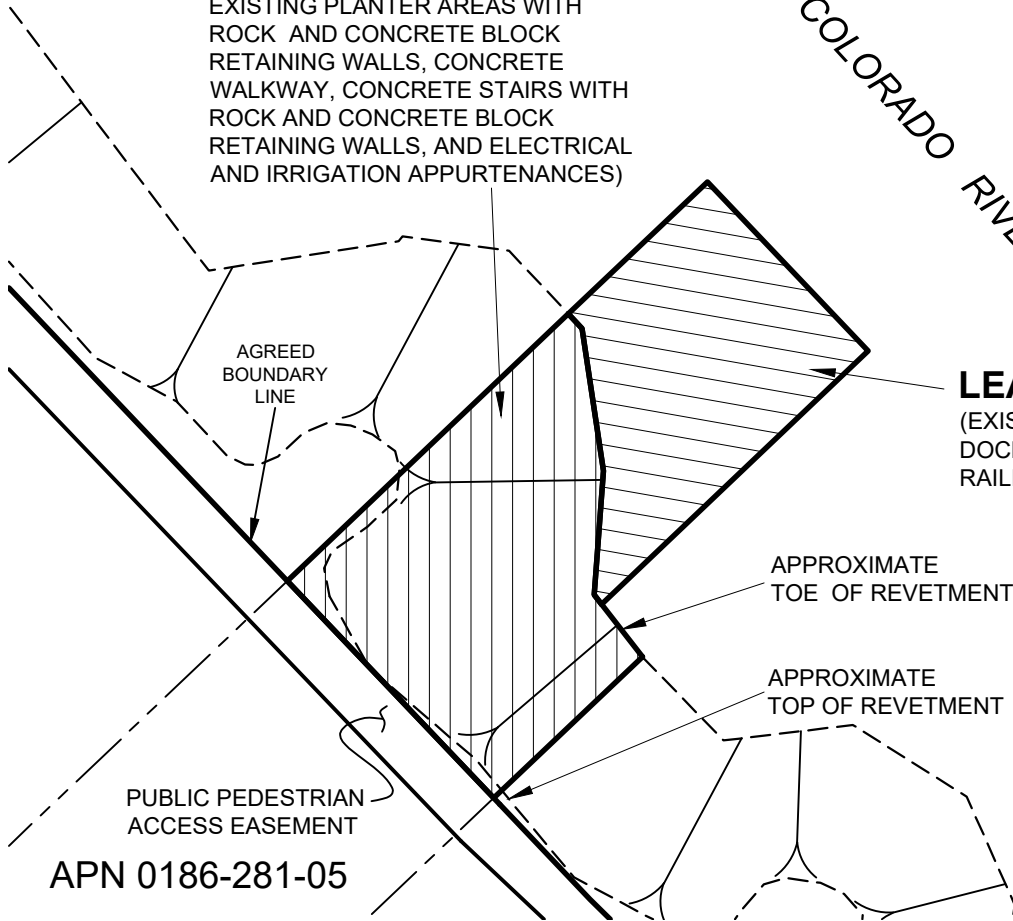 EXISTING PLANTER AREAS WITH
ROCK AND CONCRETE BLOCK
RETAINING WALLS, CONCRETE
WALKWAY, CONCRETE STAIRS WITH
ROCK AND CONCRETE BLOCK
RETAINING WALLS, AND ELECTRICAL
AND IRRIGATION APPURTENANCES)
COLORADO
AGREED
BOUNDARY
LINE
APPROXIMATE
TOE OF REVETMENT
APPROXIMATE
TOP OF REVETMENT
PUBLIC PEDESTRIAN
ACCESS EASEMENT
APN 0186-281-05